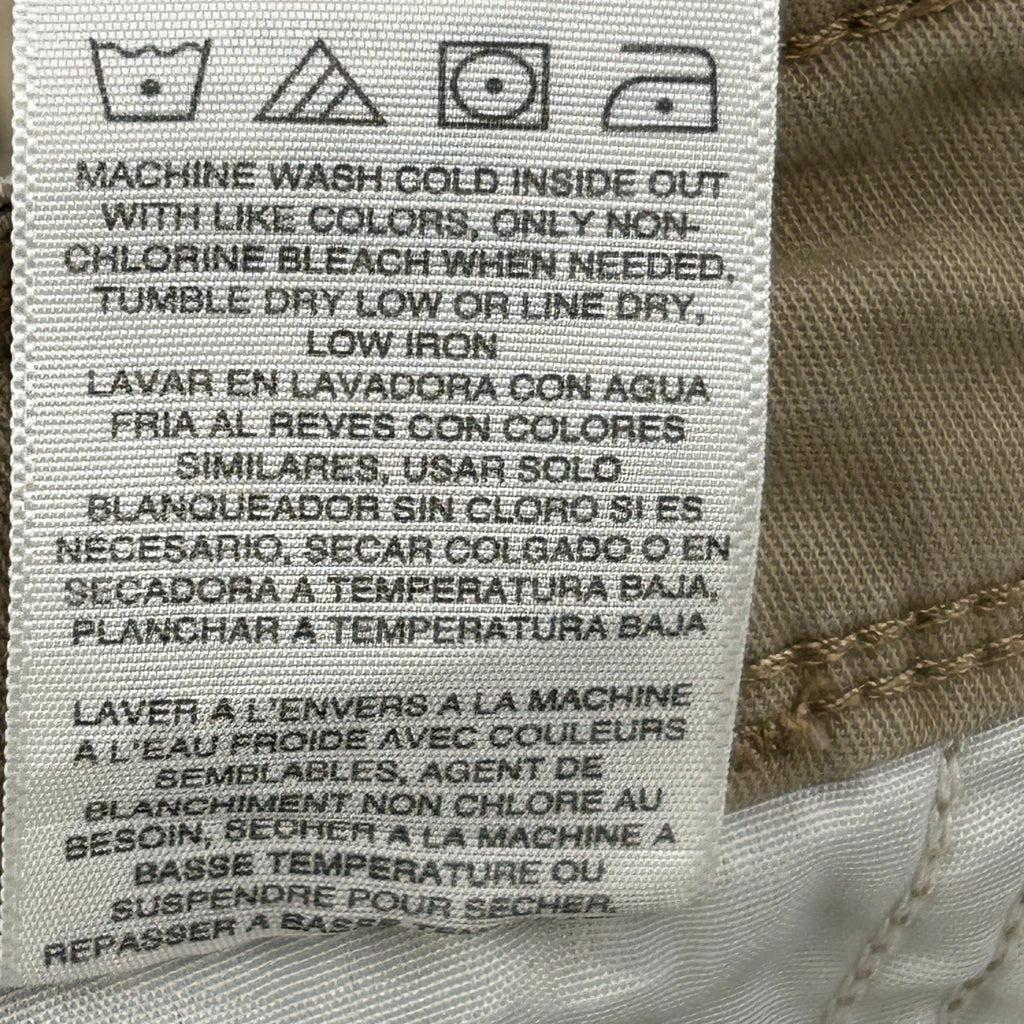 MACHINE WASH COLD INSIDE OUT
WITH LIKE COLORS, ONLY NON-
CHLORINE BLEACH WHEN NEEDED,
TUMBLE DRY LOW OR LINE DRY,
LOW IRON
LAVAR EN LAVADORA CON AGUA
FRIA AL REVES CON COLORES
SIMILARES, USAR SOLO
BLANQUEADOR SIN CLORO SI ES
NECESARIO, SECAR COLGADO O EN
SECADORA A TEMPERATURA BAJA,
PLANCHAR A TEMPERATURA BAJA
LAVER A L'ENVERS A LA MACHINE
A L'EAU FROIDE AVEC COULEURS
SEMBLABLES, AGENT DE
BLANCHIMENT NON CHLORE AU
BESOIN, SECHER A LA MACHINE A
BASSE TEMPERATURE OU
SUSPENDRE POUR SECHER,
REPASSER A BASSE